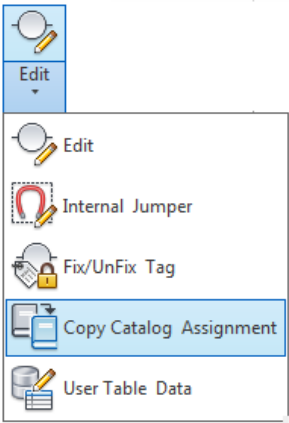 Edit
Edit
Internal Jumper
Fix/UnFix Tag
Copy Catalog Assignment
User Table Data